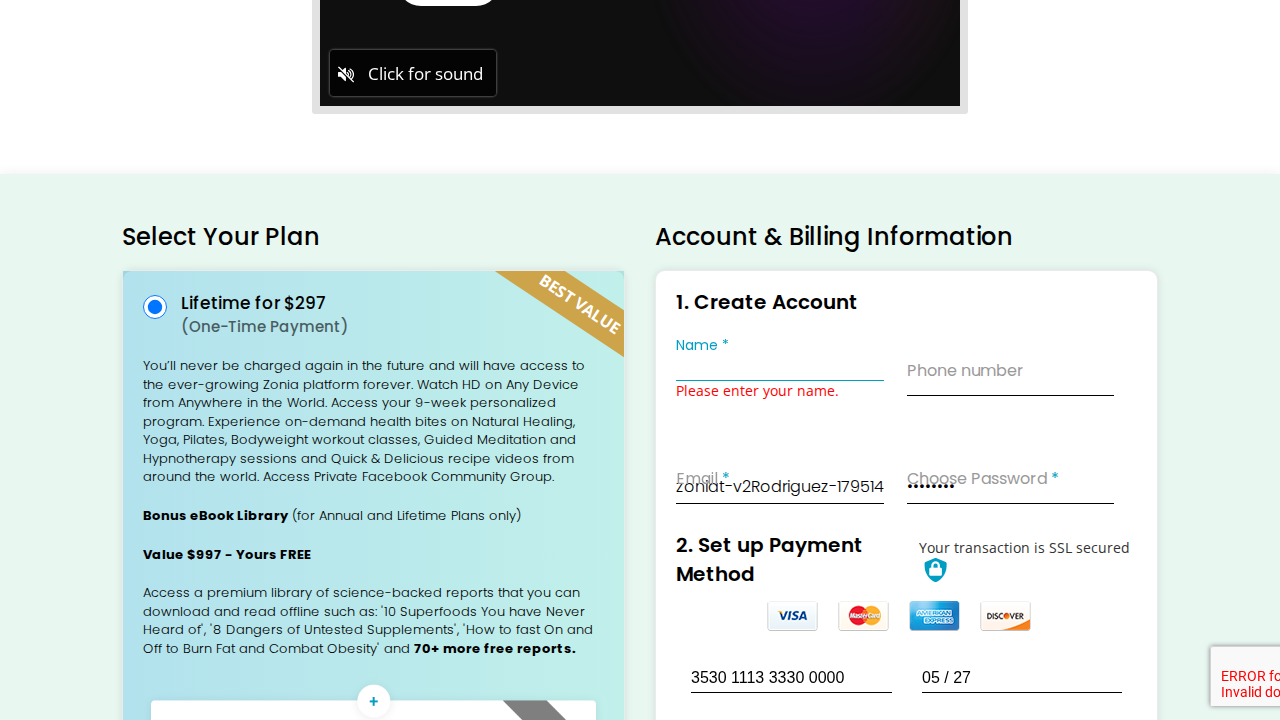 Click for sound
Select Your Plan
Account & Billing Information
BEST VALUE
Lifetime for $297
(One-Time Payment)
You'll never be charged again in the future and will have access to
the ever-growing Zonia platform forever. Watch HD on Any Device
from Anywhere in the World. Access your 9-week personalized
program. Experience on-demand health bites on Natural Healing,
Yoga, Pilates, Bodyweight workout classes, Guided Meditation and
Hypnotherapy sessions and Quick & Delicious recipe videos from
around the world. Access Private Facebook Community Group.
Bonus eBook Library (for Annual and Lifetime Plans only)
Value $997 - Yours FREE
Access a premium library of science-backed reports that you can
download and read offline such as: '10 Superfoods You have Never
Heard of', '8 Dangers of Untested Supplements', 'How to fast On and
Off to Burn Fat and Combat Obesity' and 70+ more free reports.
+
1. Create Account
Name *
Please enter your name.
Phone number
Email *
zoniat-v2Rodriguez-179514
Choose Password *
••••••••
2. Set up Payment
Method
Your transaction is SSL secured
VISA
MasterCard
AMERICAN
EXPRESS
DISCOVER
3530 1113 3330 0000
05 / 27
ERROR fo
Invalid do